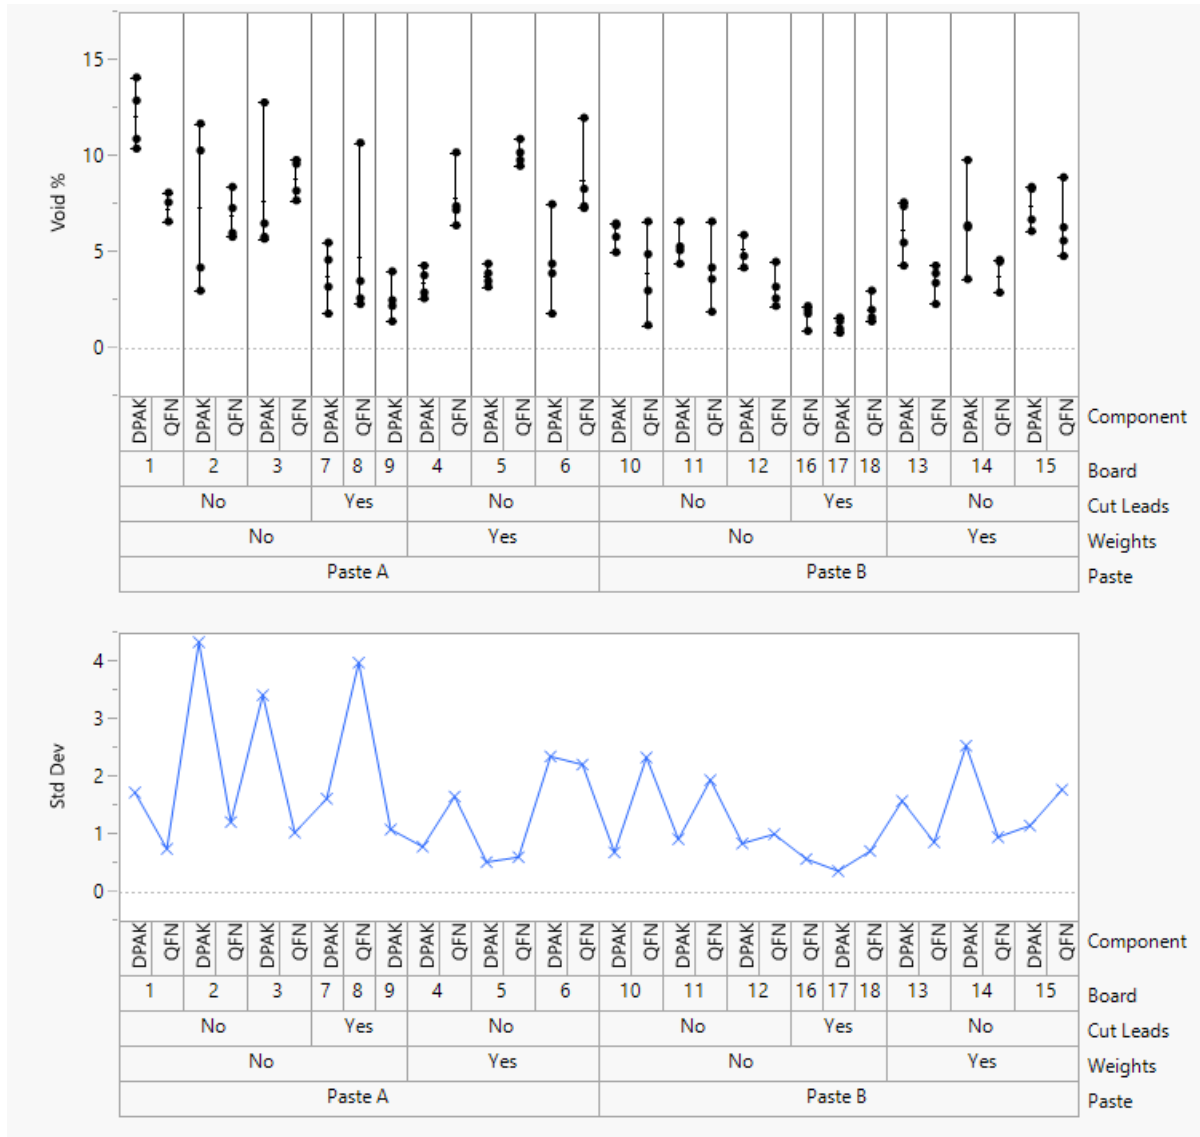 15
10
5
0
Void %
DPAK QFN DPAK QFN DPAK QFN DPAK QFN DPAK DPAK QFN DPAK QFN DPAK QFN DPAK QFN DPAK QFN DPAK QFN QFN DPAK QFN DPAK QFN DPAK QFN DPAK QFN Component
1 2 3 7 8 9 4 5 6 10 11 12 16 17 18 13 14 15 Board
No Yes No No Yes No Cut Leads
No Yes No Yes Weights
Paste A Paste B Paste
4
3
2
1
0
Std Dev
DPAK QFN DPAK QFN DPAK QFN DPAK QFN DPAK DPAK QFN DPAK QFN DPAK QFN DPAK QFN DPAK QFN DPAK QFN QFN DPAK QFN DPAK QFN DPAK QFN DPAK QFN Component
1 2 3 7 8 9 4 5 6 10 11 12 16 17 18 13 14 15 Board
No Yes No No Yes No Cut Leads
No Yes No Yes Weights
Paste A Paste B Paste